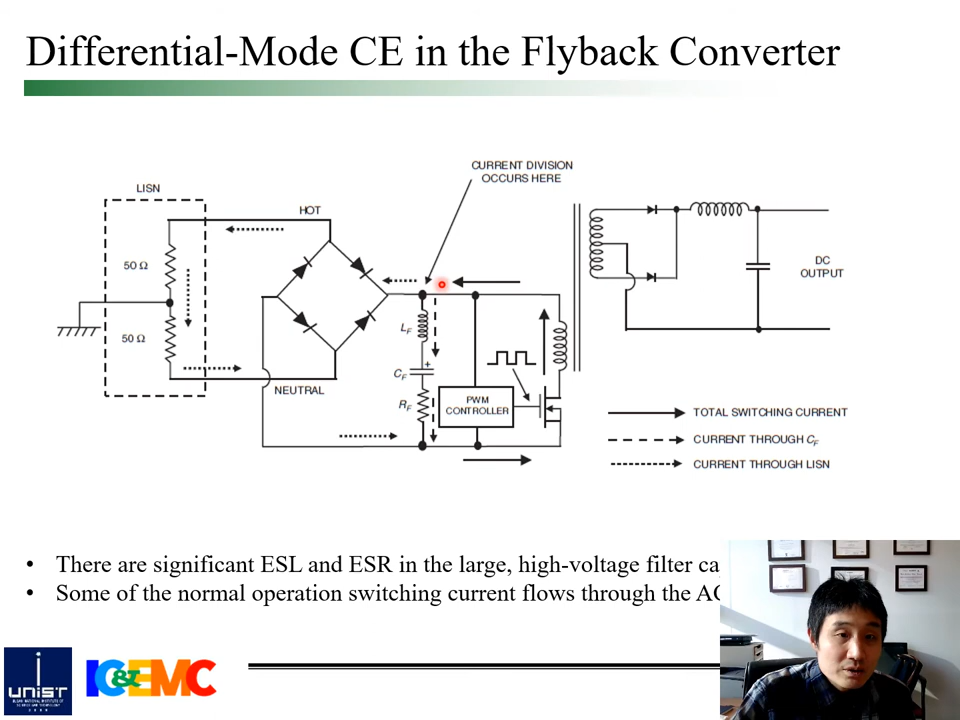 Differential-Mode CE in the Flyback Converter
CURRENT DIVISION
OCCURS HERE
LISN
HOT
50 Ω
DC
OUTPUT
50 Ω
L_F
+
C_F
NEUTRAL
R_F
PWM
CONTROLLER
TOTAL SWITCHING CURRENT
CURRENT THROUGH C_F
CURRENT THROUGH LISN
• There are significant ESL and ESR in the large, high-voltage filter
• Some of the normal operation switching current flows through the
UNIST
IC&EMC